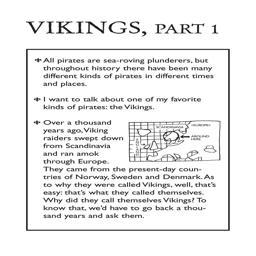 VIKINGS, PART 1
All pirates are sea-roving plunderers, but
throughout history there have been many
different kinds of pirates in different times
and places.
I want to talk about one of my favorite
kinds of pirates: the Vikings.
Over a thousand
years ago, Viking
raiders swept down
from Scandinavia
and ran amok
through Europe.
AROUND
HERE
They came from the present-day coun-
tries of Norway, Sweden and Denmark. As
to why they were called Vikings, well, that's
easy: that's what they called themselves.
Why did they call themselves Vikings? To
know that, we'd have to go back a thou-
sand years and ask them.